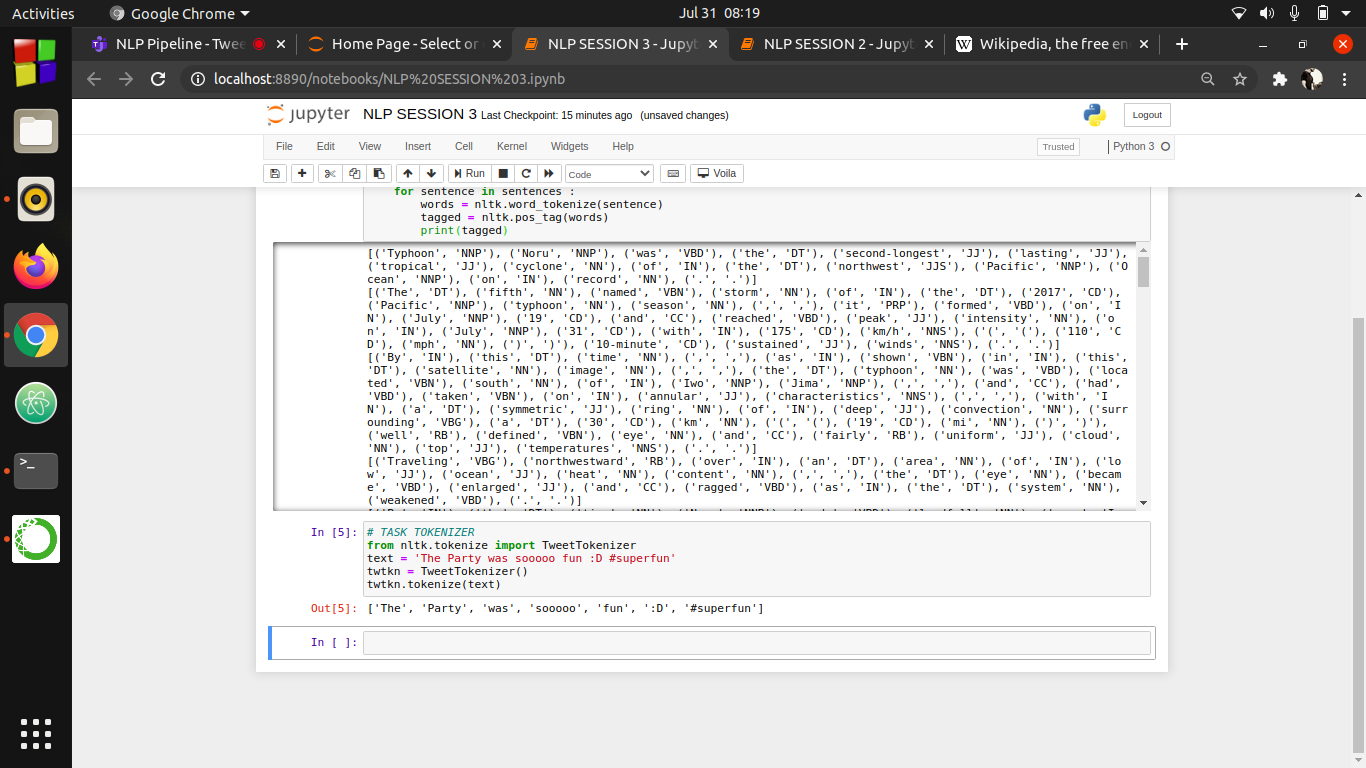 Activities
Google Chrome
Jul 31 08:19
NLP Pipeline - Twe
Home Page - Select or
NLP SESSION 3 - Jupyt
NLP SESSION 2 - Jupyt
Wikipedia, the free en
localhost:8890/notebooks/NLP%20SESSION%203.ipynb
jupyter NLP SESSION 3 Last Checkpoint: 15 minutes ago (unsaved changes)
Logout
File Edit View Insert Cell Kernel Widgets Help
Trusted
Python 3
Run
Code
Voila
for sentence in sentences :
words = nltk.word_tokenize(sentence)
tagged = nltk.pos_tag(words)
print(tagged)
[('Typhoon', 'NNP'), ('Noru', 'NNP'), ('was', 'VBD'), ('the', 'DT'), ('second-longest', 'JJ'), ('lasting', 'JJ'),
('tropical', 'JJ'), ('cyclone', 'NN'), ('of', 'IN'), ('the', 'DT'), ('northwest', 'JJS'), ('Pacific', 'NNP'), ('O
cean', 'NNP'), ('on', 'IN'), ('record', 'NN'), ('.', '.')]
[('The', 'DT'), ('fifth', 'NN'), ('named', 'VBN'), ('storm', 'NN'), ('of', 'IN'), ('the', 'DT'), ('2017', 'CD'),
('Pacific', 'NNP'), ('typhoon', 'NN'), ('season', 'NN'), (',', ','), ('it', 'PRP'), ('formed', 'VBD'), ('on', 'I
N'), ('July', 'NNP'), ('19', 'CD'), ('and', 'CC'), ('reached', 'VBD'), ('peak', 'JJ'), ('intensity', 'NN'), ('o
n', 'IN'), ('July', 'NNP'), ('31', 'CD'), ('with', 'IN'), ('175', 'CD'), ('km/h', 'NNS'), ('(', '('), ('110', 'C
D'), ('mph', 'NN'), (')', ')'), ('10-minute', 'CD'), ('sustained', 'JJ'), ('winds', 'NNS'), ('.', '.')]
[('By', 'IN'), ('this', 'DT'), ('time', 'NN'), (',', ','), ('as', 'IN'), ('shown', 'VBN'), ('in', 'IN'), ('this',
'DT'), ('satellite', 'NN'), ('image', 'NN'), (',', ','), ('the', 'DT'), ('typhoon', 'NN'), ('was', 'VBD'), ('loca
ted', 'VBN'), ('south', 'NN'), ('of', 'IN'), ('Iwo', 'NNP'), ('Jima', 'NNP'), (',', ','), ('and', 'CC'), ('had',
'VBD'), ('taken', 'VBN'), ('on', 'IN'), ('annular', 'JJ'), ('characteristics', 'NNS'), (',', ','), ('with', 'I
N'), ('a', 'DT'), ('symmetric', 'JJ'), ('ring', 'NN'), ('of', 'IN'), ('deep', 'JJ'), ('convection', 'NN'), ('surr
ounding', 'VBG'), ('a', 'DT'), ('30', 'CD'), ('km', 'NN'), ('(', '('), ('19', 'CD'), ('mi', 'NN'), (')', ')'),
('well', 'RB'), ('defined', 'VBN'), ('eye', 'NN'), ('and', 'CC'), ('fairly', 'RB'), ('uniform', 'JJ'), ('cloud',
'NN'), ('top', 'JJ'), ('temperatures', 'NNS'), ('.', '.')]
[('Traveling', 'VBG'), ('northwestward', 'RB'), ('over', 'IN'), ('an', 'DT'), ('area', 'NN'), ('of', 'IN'), ('lo
w', 'JJ'), ('ocean', 'JJ'), ('heat', 'NN'), ('content', 'NN'), (',', ','), ('the', 'DT'), ('eye', 'NN'), ('becam
e', 'VBD'), ('enlarged', 'JJ'), ('and', 'CC'), ('ragged', 'VBD'), ('as', 'IN'), ('the', 'DT'), ('system', 'NN'),
('weakened', 'VBD'), ('.', '.')]
In [5]:
# TASK TOKENIZER
from nltk.tokenize import TweetTokenizer
text = 'The Party was sooooo fun :D #superfun'
twtkn = TweetTokenizer()
twtkn.tokenize(text)
Out[5]: ['The', 'Party', 'was', 'sooooo', 'fun', ':D', '#superfun']
In [ ]: